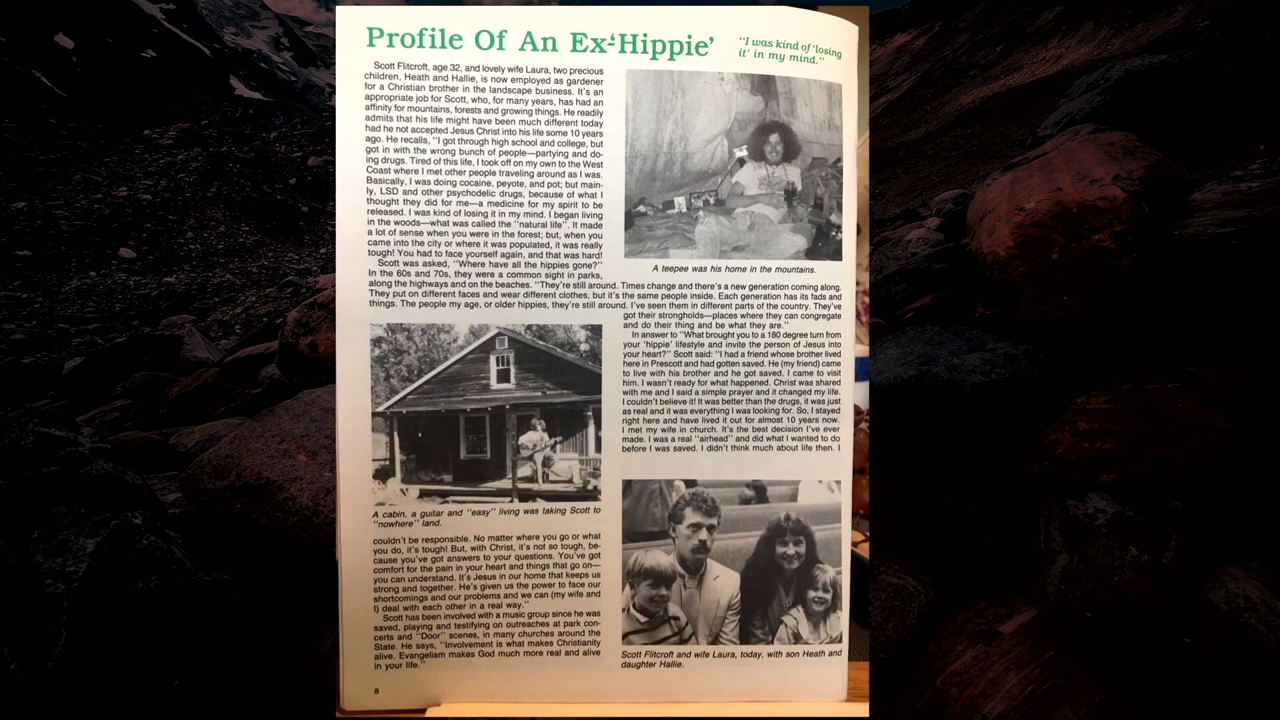 Profile Of An Ex-'Hippie'
"I was kind of 'losing
it' in my mind."
Scott Flitcroft, age 32, and lovely wife Laura, two precious
children, Heath and Hallie, is now employed as gardener
for a Christian brother in the landscape business. It's an
appropriate job for Scott, who, for many years, has had an
affinity for mountains, forests and growing things. He readily
admits that his life might have been much different today
had he not accepted Jesus Christ into his life some 10 years
ago. He recalls, "I got through high school and college, but
got in with the wrong bunch of people—partying and do-
ing drugs. Tired of this life, I took off on my own to the West
Coast where I met other people traveling around as I was.
Basically, I was doing cocaine, peyote, and pot; but main-
ly, LSD and other psychodelic drugs, because of what I
thought they did for me—a medicine for my spirit to be
released. I was kind of losing it in my mind. I began living
in the woods—what was called the "natural life". It made
a lot of sense when you were in the forest; but, when you
came into the city or where it was populated, it was really
tough! You had to face yourself again, and that was hard!
Scott was asked, "Where have all the hippies gone?"
In the 60s and 70s, they were a common sight in parks,
along the highways and on the beaches. "They're still around. Times change and there's a new generation coming along.
They put on different faces and wear different clothes, but it's the same people inside. Each generation has its fads and
things. The people my age, or older hippies, they're still around. I've seen them in different parts of the country. They've
got their strongholds—places where they can congregate
and do their thing and be what they are."
In answer to "What brought you to a 180 degree turn from
your 'hippie' lifestyle and invite the person of Jesus into
your heart?" Scott said: "I had a friend whose brother lived
here in Prescott and had gotten saved. He (my friend) came
to live with his brother and he got saved. I came to visit
him. I wasn't ready for what happened. Christ was shared
with me and I said a simple prayer and it changed my life.
I couldn't believe it! It was better than the drugs, it was just
as real and it was everything I was looking for. So, I stayed
right here and have lived it out for almost 10 years now.
I met my wife in church. It's the best decision I've ever
made. I was a real "airhead" and did what I wanted to do
before I was saved. I didn't think much about life then. I
couldn't be responsible. No matter where you go or what
you do, it's tough! But, with Christ, it's not so tough, be-
cause you've got answers to your questions. You've got
comfort for the pain in your heart and things that go on—
you can understand. It's Jesus in our home that keeps us
strong and together. He's given us the power to face our
shortcomings and our problems and we can (my wife and
I) deal with each other in a real way."
Scott has been involved with a music group since he was
saved, playing and testifying on outreaches at park con-
certs and "Door" scenes, in many churches around the
State. He says, "Involvement is what makes Christianity
alive. Evangelism makes God much more real and alive
in your life."
A teepee was his home in the mountains.
A cabin, a guitar and "easy" living was taking Scott to
"nowhere" land.
Scott Flitcroft and wife Laura, today, with son Heath and
daughter Hallie.
8